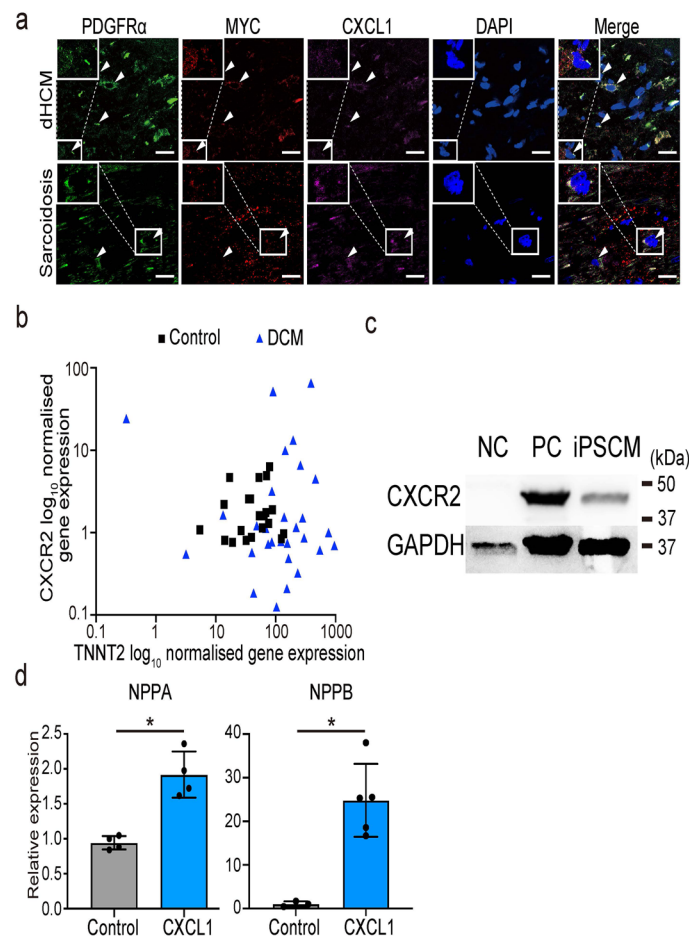 a
PDGFRα MYC CXCL1 DAPI Merge
dHCM
Sarcoidosis
b
Control DCM
CXCR2 log10 normalised
gene expression
100
10
1
0.1
0.1 1 10 100 1000
TNNT2 log10 normalised gene expression
c
NC PC iPSCM (kDa)
CXCR2
50
37
GAPDH
37
d
NPPA
Relative expression
2.5
2.0
1.5
1.0
0.5
0.0
*
Control CXCL1
NPPB
40
30
20
10
0
*
Control CXCL1